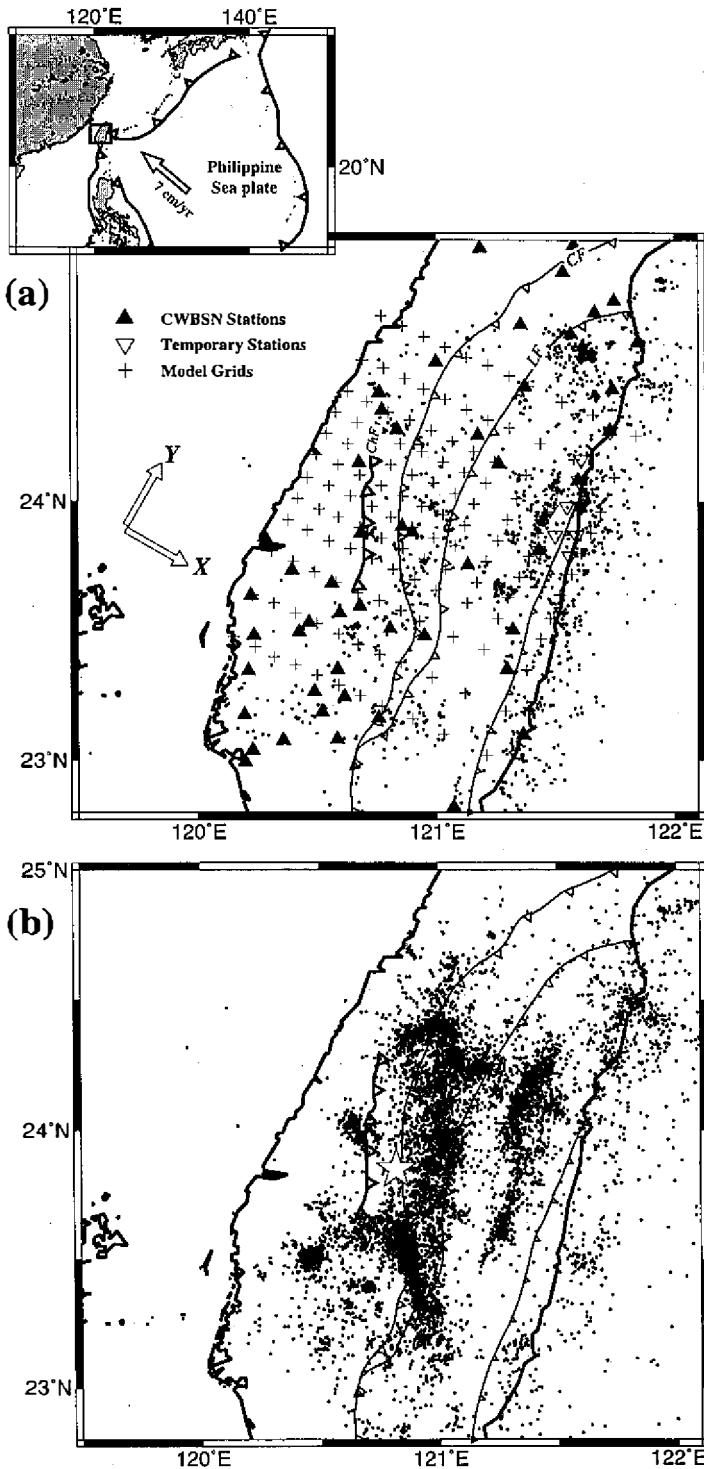 120°E 140°E
20°N
Philippine
Sea plate
7 cm/yr
(a)
CWBSN Stations
Temporary Stations
Model Grids
CF
LF
ChF
Y
X
24°N
23°N
120°E 121°E 122°E
25°N
(b)
24°N
23°N
120°E 121°E 122°E